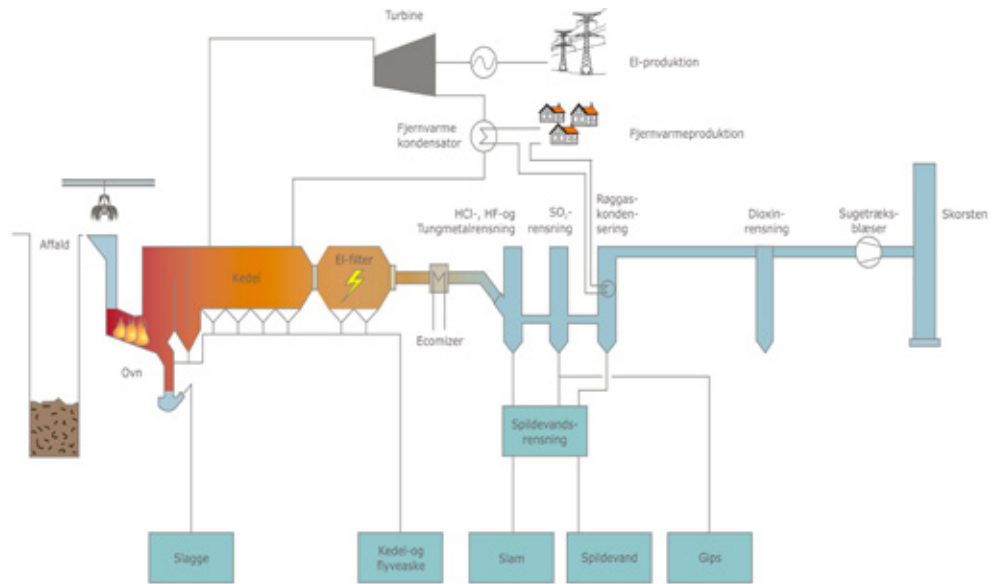 Turbine
El-produktion
Fjernvarme
kondensator
Fjernvarmeproduktion
Affald
HCl-, HF-og
Tungmetalrensning
SO₂-
rensning
Røggas-
konden-
sering
Dioxin-
rensning
Sugetræks-
blæser
Skorsten
Kedel
El-filter
Ecomizer
Ovn
Spildevands-
rensning
Slagge
Kedel-og
flyveaske
Slam
Spildevand
Gips